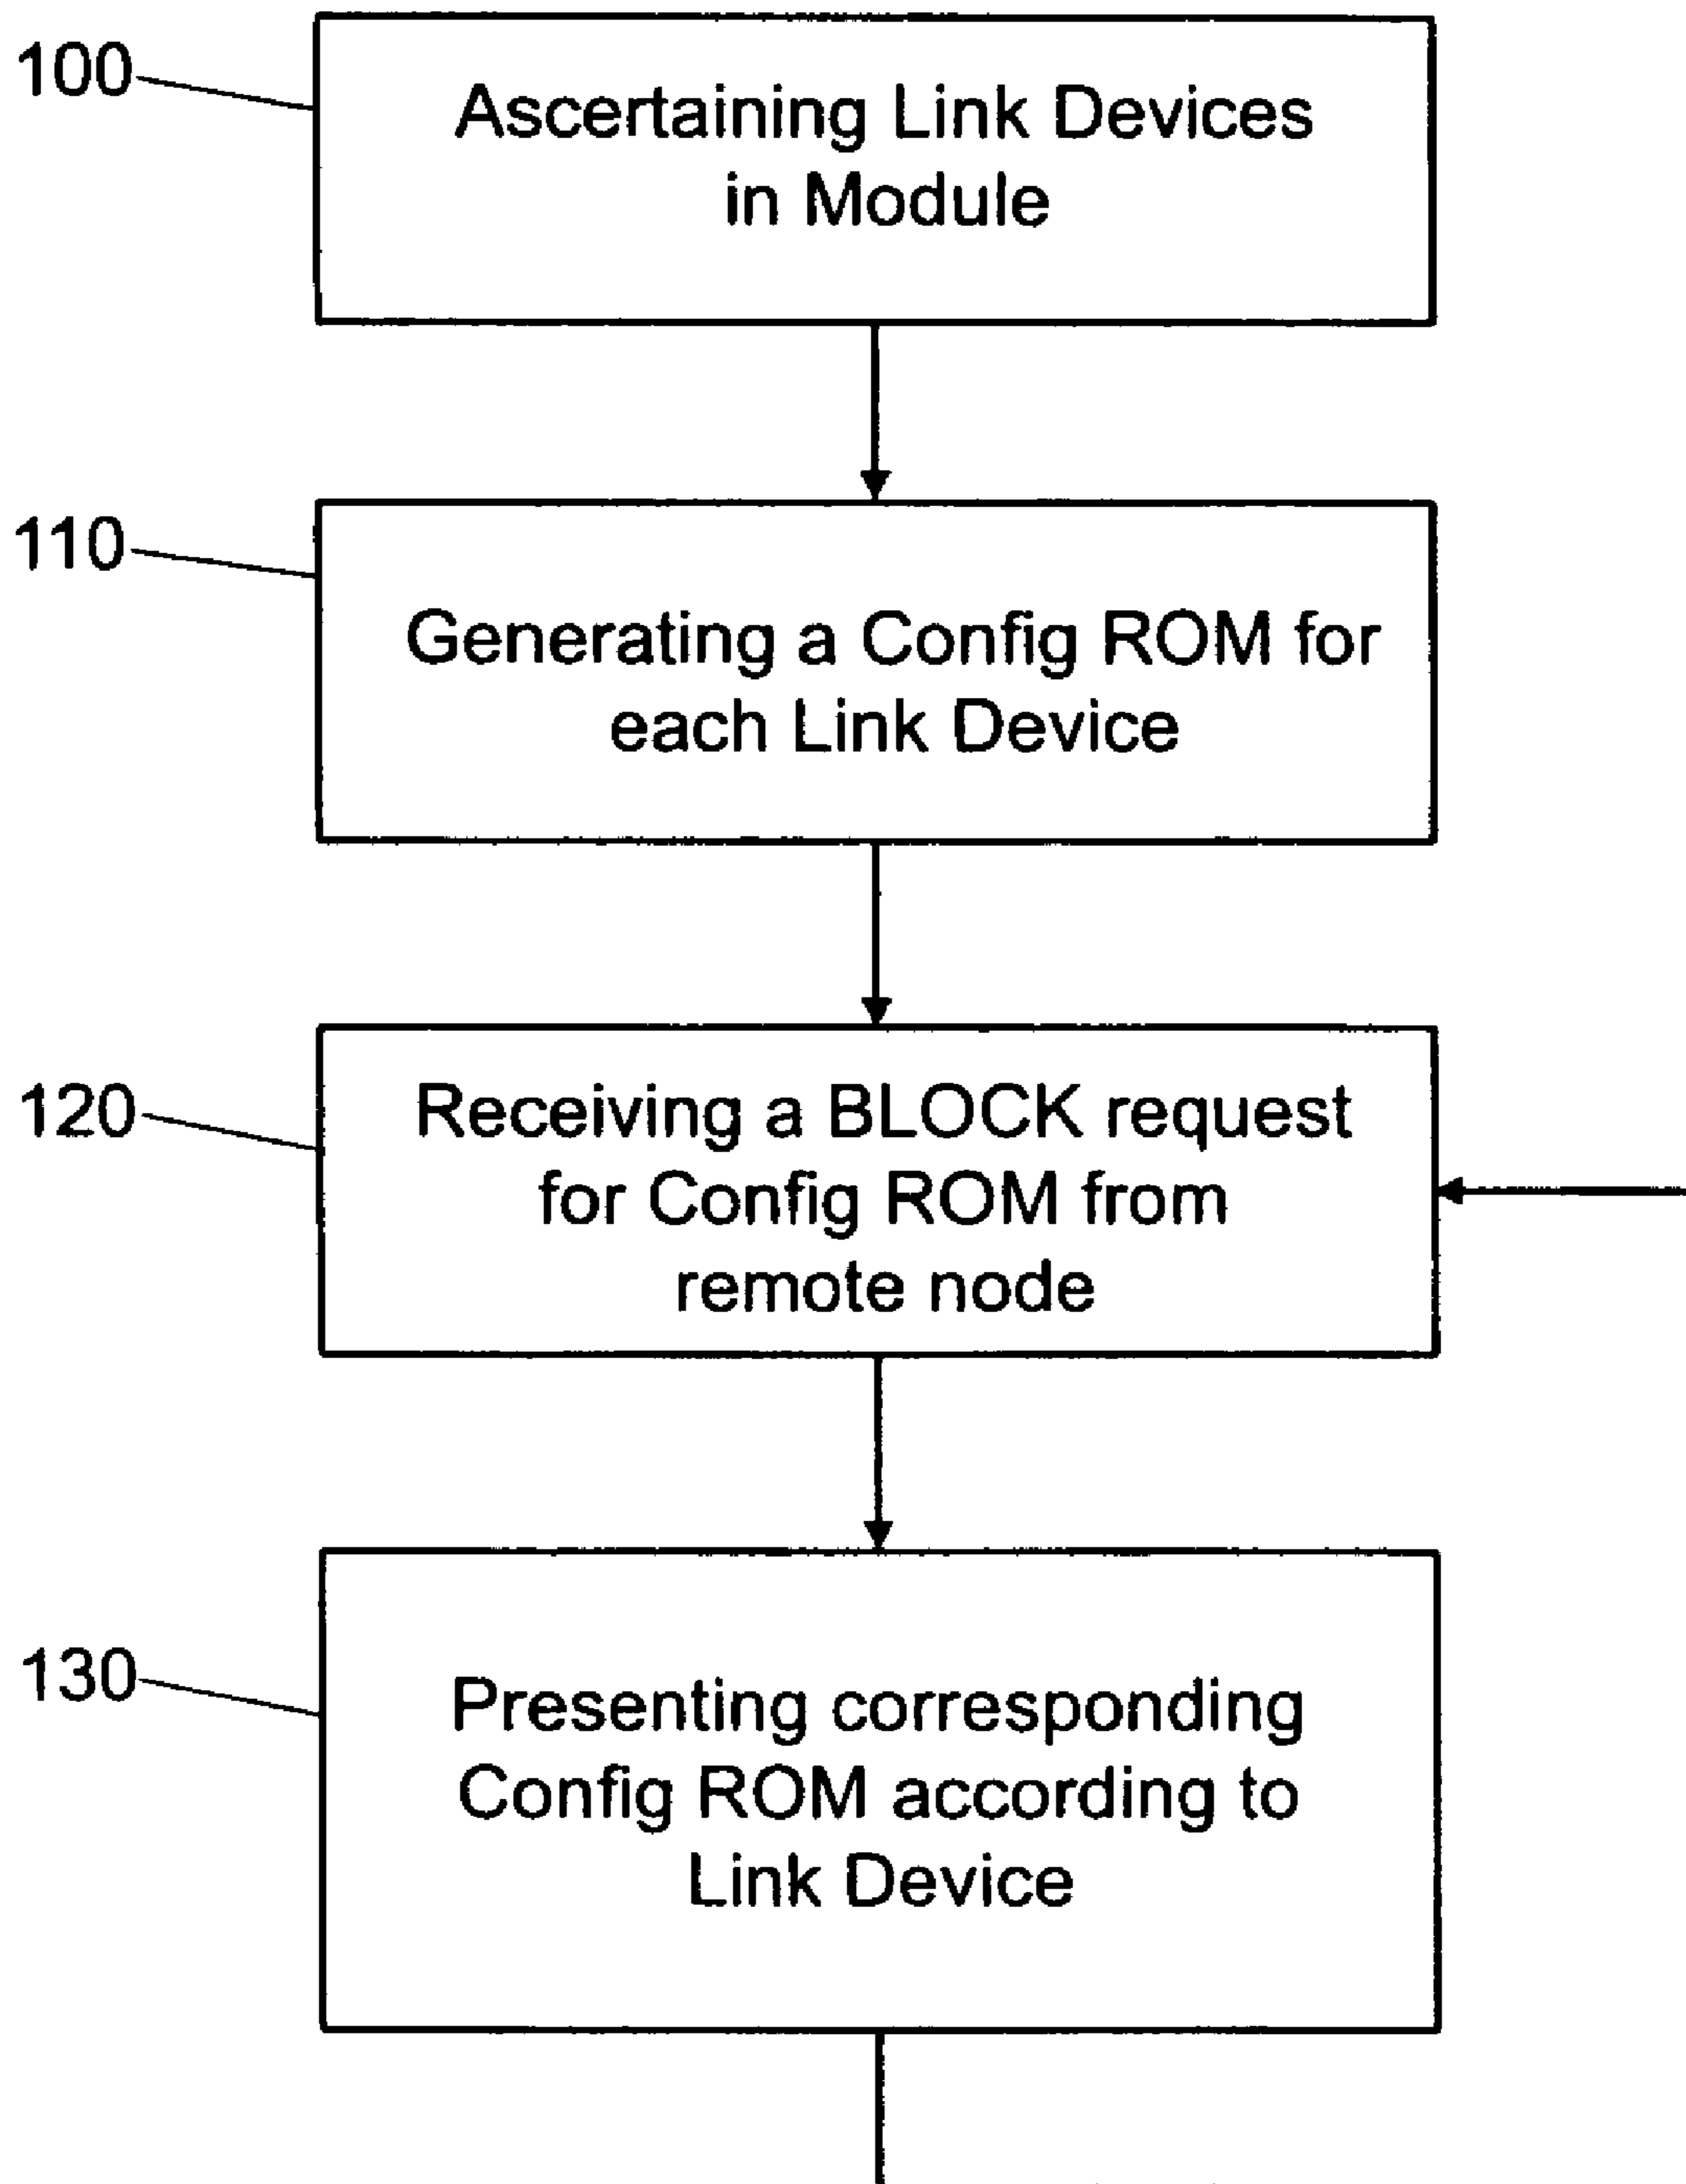 100
Ascertaining Link Devices
in Module
110
Generating a Config ROM for
each Link Device
120
Receiving a BLOCK request
for Config ROM from
remote node
130
Presenting corresponding
Config ROM according to
Link Device